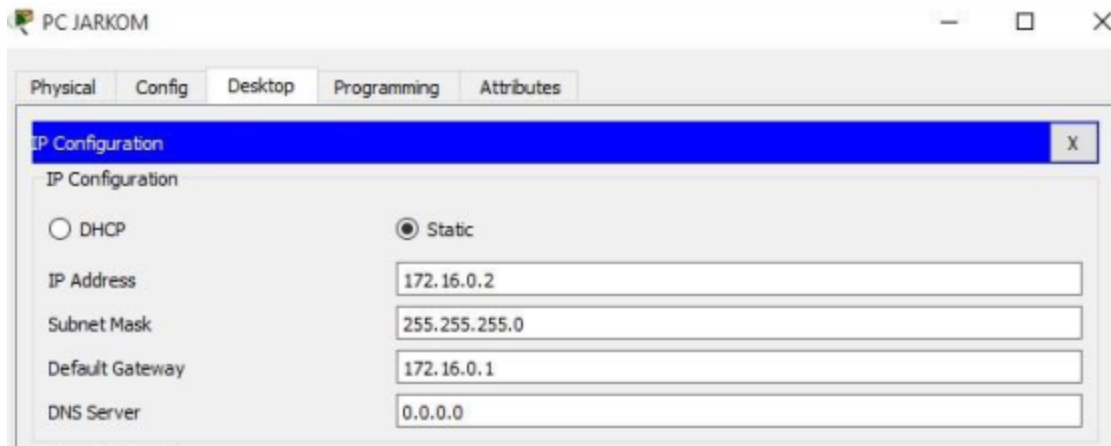 PC JARKOM
Physical Config Desktop Programming Attributes
IP Configuration X
IP Configuration
DHCP Static
IP Address 172.16.0.2
Subnet Mask 255.255.255.0
Default Gateway 172.16.0.1
DNS Server 0.0.0.0